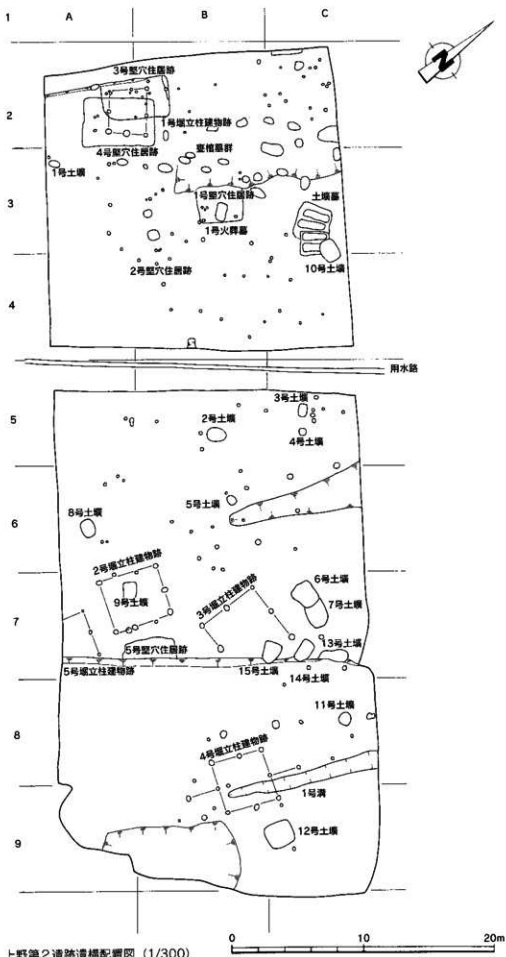 1
A
B
C
N
3号竪穴住居跡
2
1号掘立柱建物跡
4号竪穴住居跡
甕棺墓群
1号土壙
3
号竪穴住居跡
土壙墓
1号火葬墓
2号竪穴住居跡
10号土壙
4
用水路
5
3号土壙
2号土壙
4号土壙
5号土壙
6
8号土壙
2号掘立柱建物跡
3号掘立柱建物跡
6号土壙
9号土壙
7号土壙
7
5号竪穴住居跡
13号土壙
5号掘立柱建物跡
15号土壙
14号土壙
11号土壙
8
4号掘立柱建物跡
1号溝
12号土壙
9
上野第2遺跡遺構配置図 (1/300)
0
10
20m